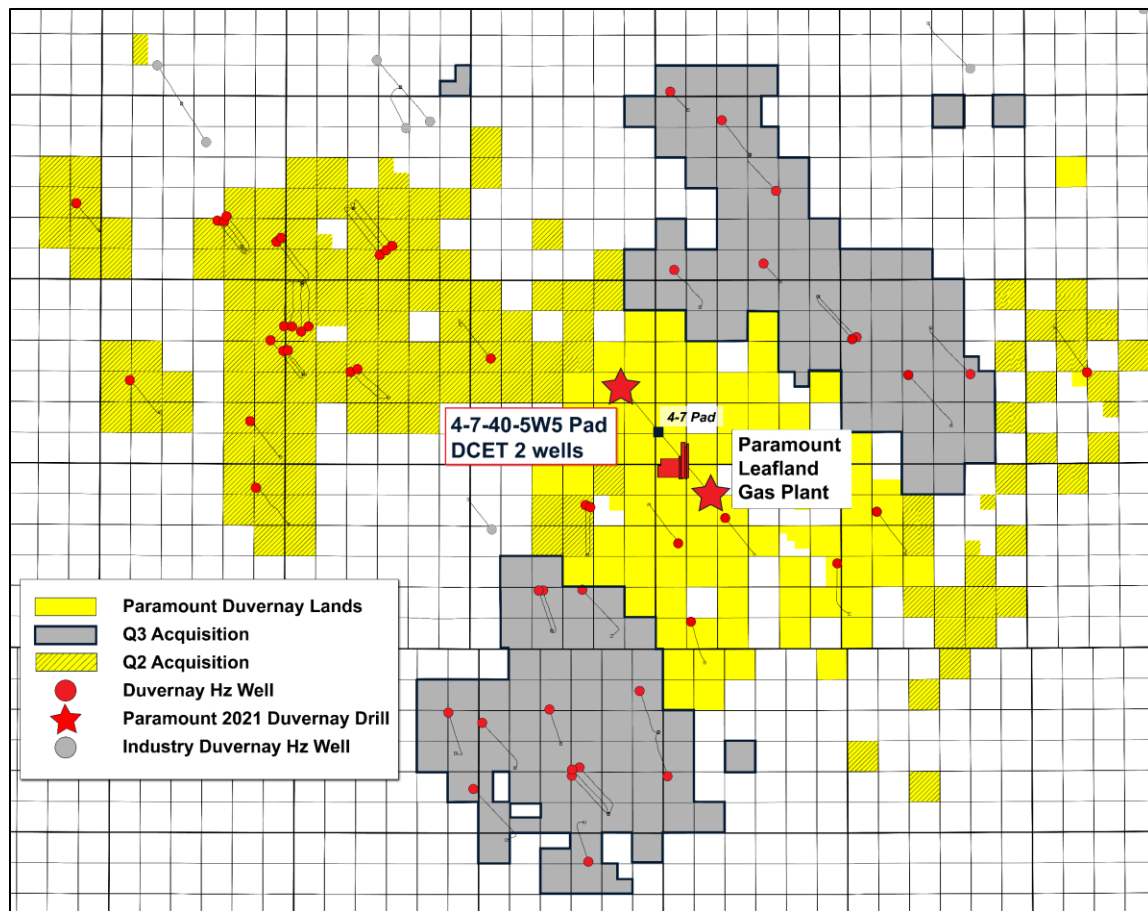 4-7 Pad
4-7-40-5W5 Pad
DCET 2 wells
Paramount
Leafland
Gas Plant
Paramount Duvernay Lands
Q3 Acquisition
Q2 Acquisition
Duvernay Hz Well
Paramount 2021 Duvernay Drill
Industry Duvernay Hz Well